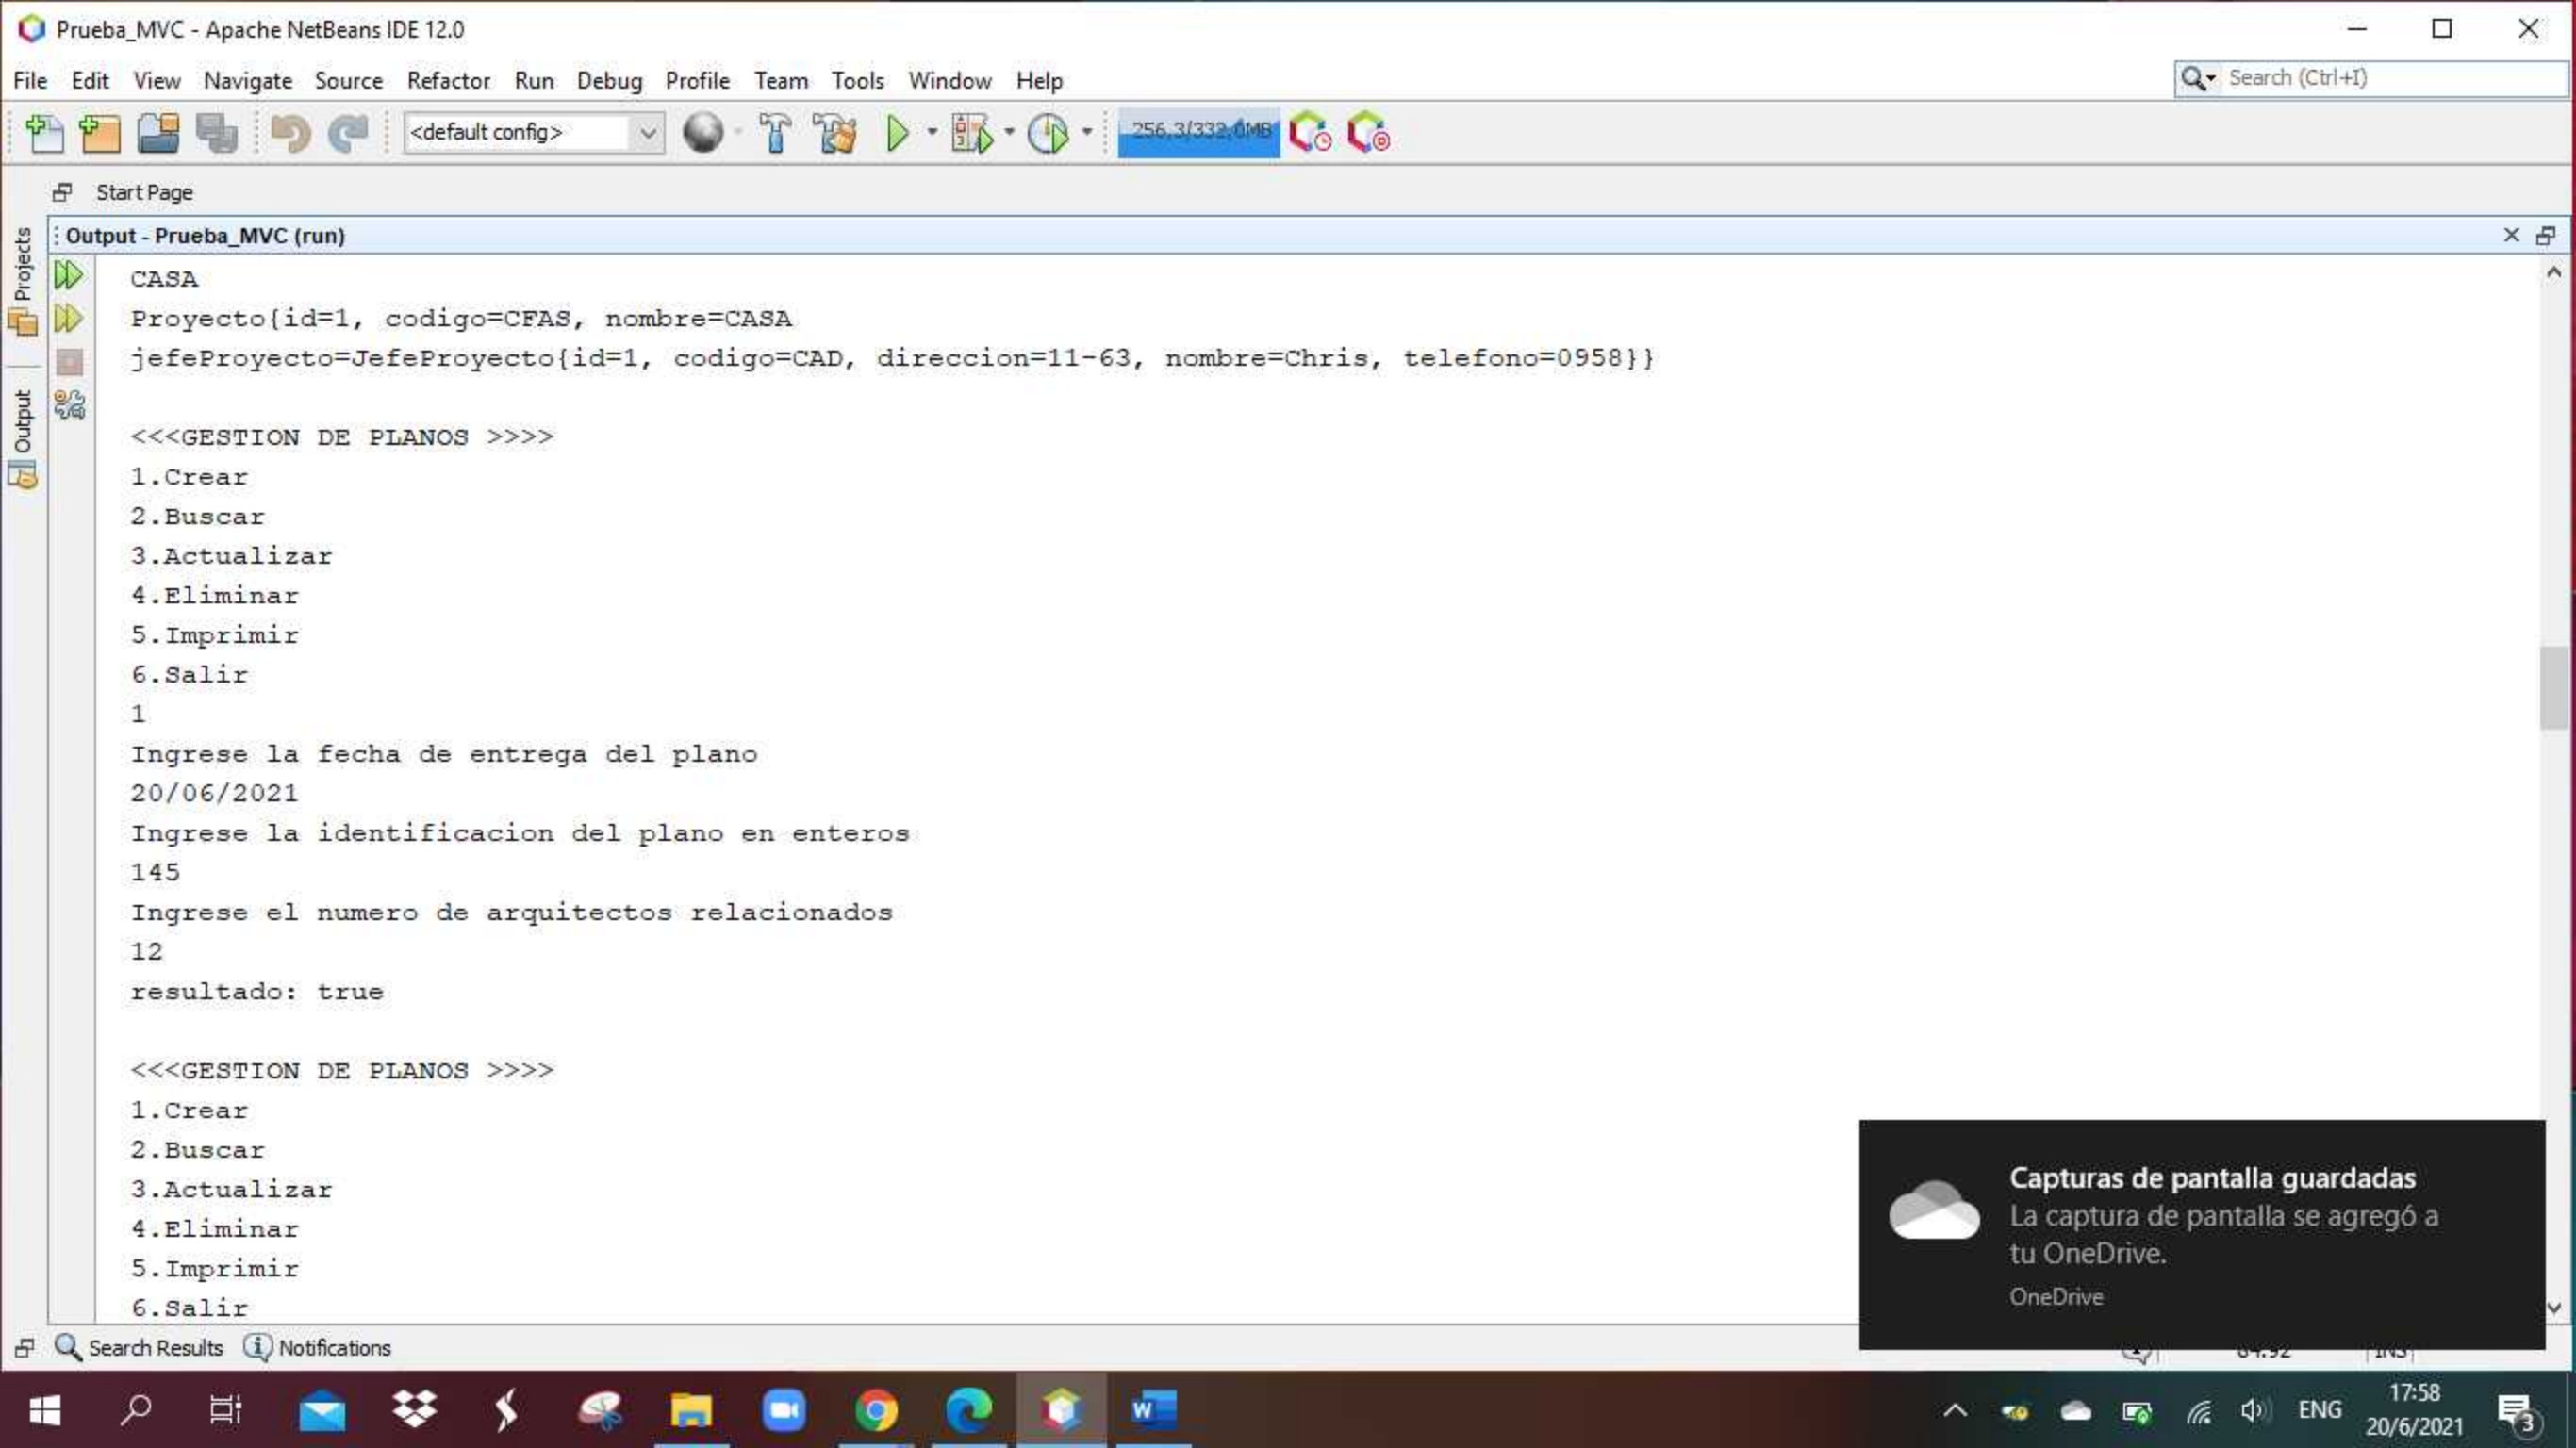 Prueba_MVC - Apache NetBeans IDE 12.0
File Edit View Navigate Source Refactor Run Debug Profile Team Tools Window Help
Search (Ctrl+I)
<default config>
256,3/332,0MB
Start Page
Projects
Output
Output - Prueba_MVC (run)
CASA
Proyecto{id=1, codigo=CFAS, nombre=CASA
jefeProyecto=JefeProyecto{id=1, codigo=CAD, direccion=11-63, nombre=Chris, telefono=0958}}
<<<GESTION DE PLANOS >>>>
1.Crear
2.Buscar
3.Actualizar
4.Eliminar
5.Imprimir
6.Salir
1
Ingrese la fecha de entrega del plano
20/06/2021
Ingrese la identificacion del plano en enteros
145
Ingrese el numero de arquitectos relacionados
12
resultado: true
<<<GESTION DE PLANOS >>>>
1.Crear
2.Buscar
3.Actualizar
4.Eliminar
5.Imprimir
6.Salir
Capturas de pantalla guardadas
La captura de pantalla se agregó a
tu OneDrive.
OneDrive
Search Results Notifications
ENG
17:58
20/6/2021
3